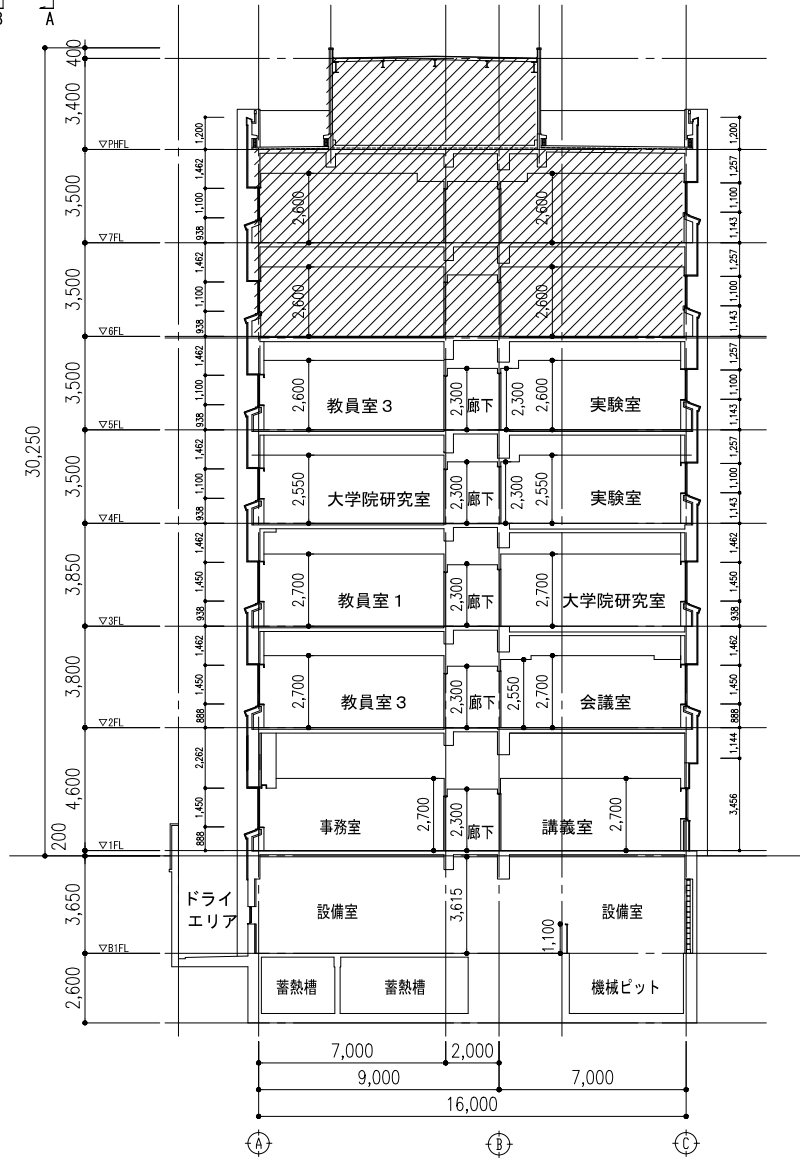 B
A
400
3,400
▽PHFL
3,500
▽7FL
3,500
▽6FL
3,500
▽5FL
3,500
▽4FL
3,850
▽3FL
3,800
▽2FL
4,600
200
▽1FL
3,650
▽B1FL
2,600
30,250
1,200
1,462
1,100
938
1,462
1,100
938
1,462
1,100
938
1,462
1,100
938
1,462
1,450
938
1,462
1,450
888
2,262
1,450
888
1,200
1,257
1,100
1,143
1,257
1,100
1,143
1,257
1,100
1,143
1,257
1,100
1,143
1,462
1,450
938
1,462
1,450
888
1,144
3,456
2,600
2,600
2,600
2,600
2,600
教員室3
2,300
廊下
2,300
2,600
実験室
2,550
大学院研究室
2,300
廊下
2,300
2,550
実験室
2,700
教員室1
2,300
廊下
2,700
大学院研究室
2,700
教員室3
2,300
廊下
2,550
2,700
会議室
事務室
2,700
2,300
廊下
講義室
2,700
ドライ
エリア
設備室
3,615
1,100
設備室
蓄熱槽
蓄熱槽
機械ピット
7,000
2,000
9,000
7,000
16,000
A
B
C